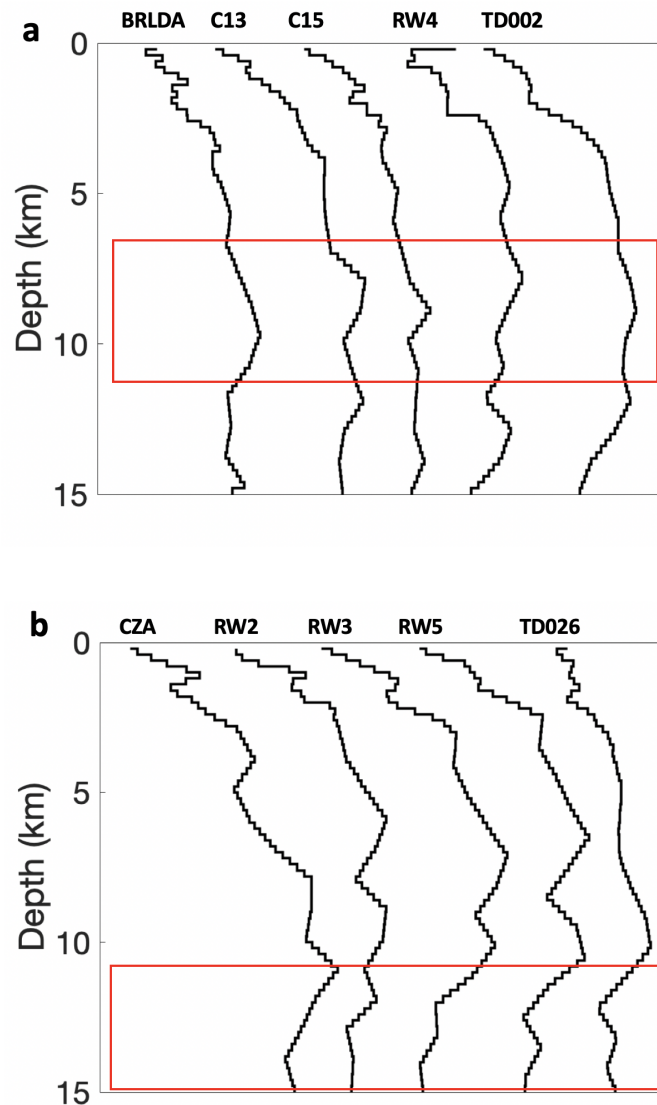 a
BRLDA C13 C15 RW4 TD002
0
5
10
15
Depth (km)
b
CZA RW2 RW3 RW5 TD026
0
5
10
15
Depth (km)